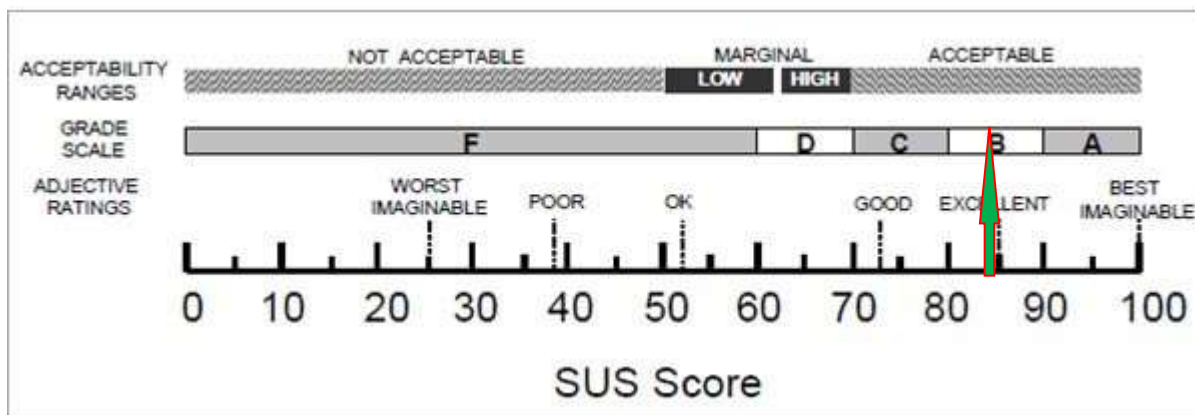 NOT ACCEPTABLE MARGINAL ACCEPTABLE
ACCEPTABILITY
RANGES
LOW HIGH
GRADE
SCALE
F D C B A
ADJECTIVE
RATINGS
WORST
IMAGINABLE
POOR
OK
GOOD
EXCELLENT
BEST
IMAGINABLE
0 10 20 30 40 50 60 70 80 90 100
SUS Score